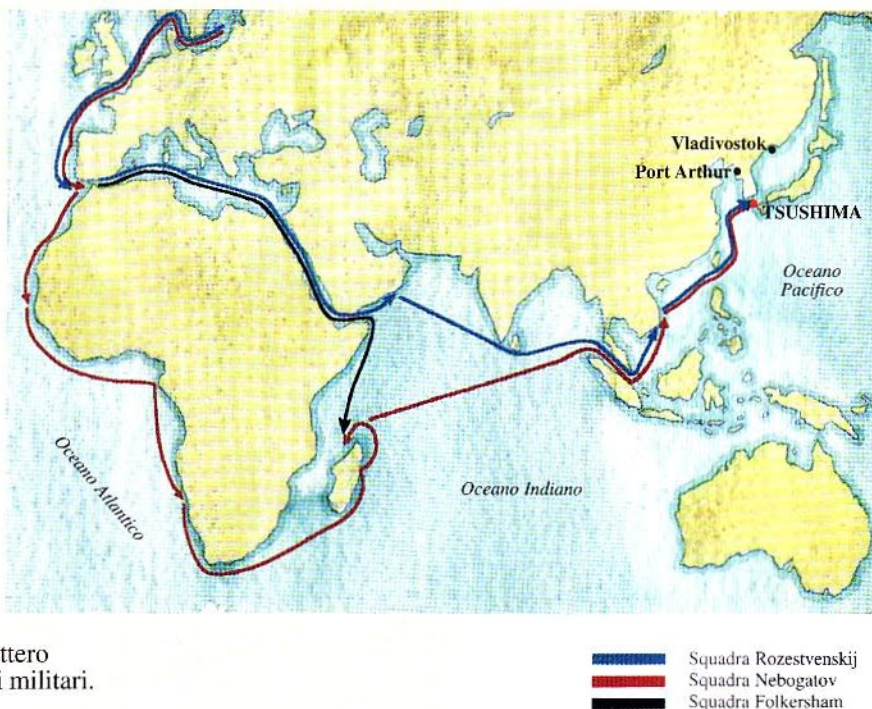 Vladivostok
Port Arthur
TSUSHIMA
Oceano
Pacifico
Oceano Atlantico
Oceano Indiano
ttero
i militari.
Squadra Rozestvenskij
Squadra Nebogatov
Squadra Folkersham